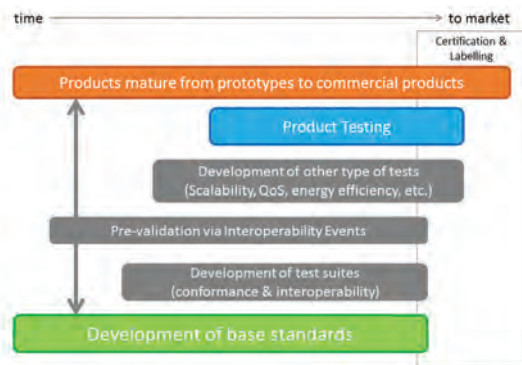 time to market
Certification &
Labelling
Products mature from prototypes to commercial products
Product Testing
Development of other type of tests
(Scalability, QoS, energy efficiency, etc.)
Pre-validation via Interoperability Events
Development of test suites
(conformance & interoperability)
Development of base standards